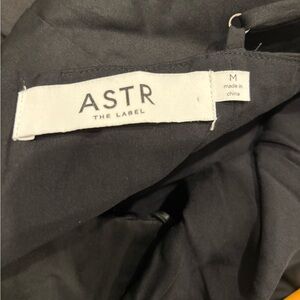 ASTR
THE LABEL
M
made in
china